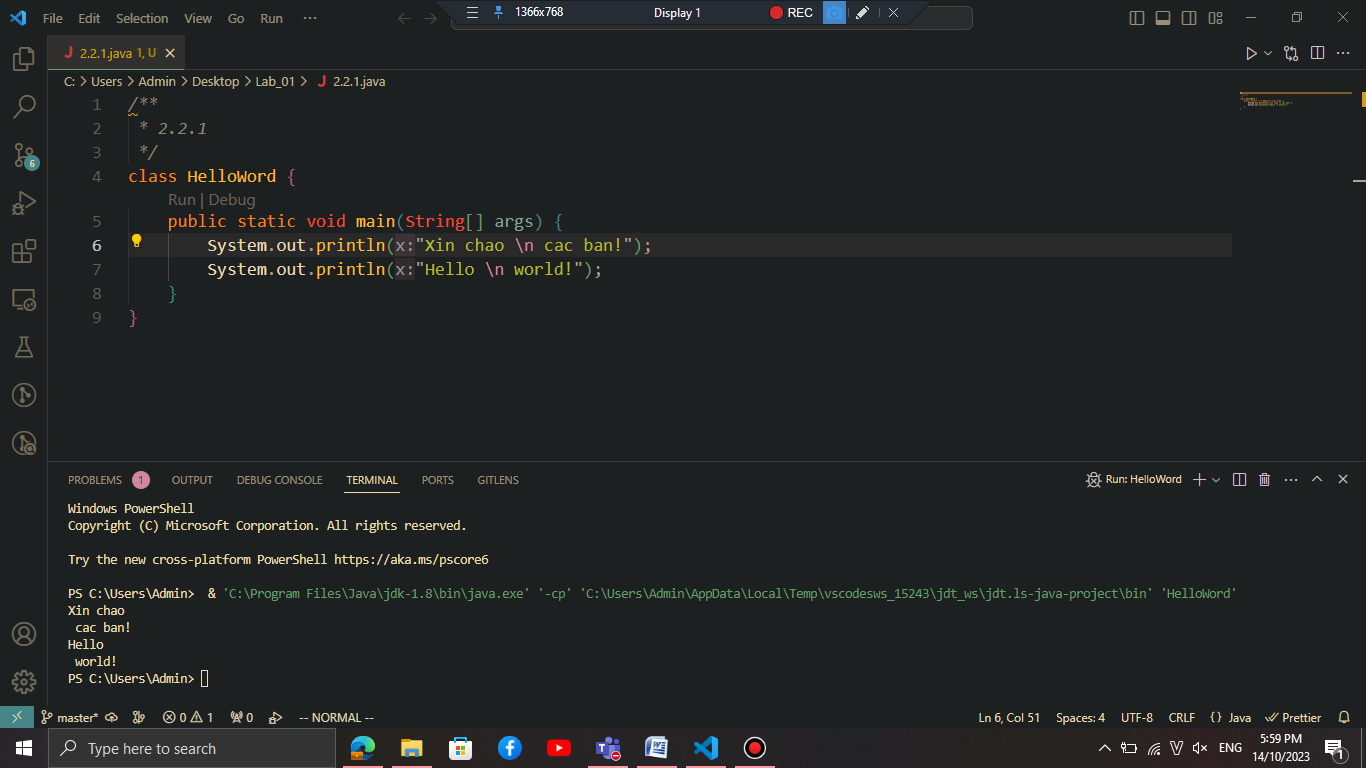 1366x768 Display 1 REC
File Edit Selection View Go Run ···
2.2.1.java 1, U
C: > Users > Admin > Desktop > Lab_01 > J 2.2.1.java
1 /**
2 * 2.2.1
3 */
4 class HelloWord {
Run | Debug
5 public static void main(String[] args) {
6 System.out.println(x:"Xin chao \n cac ban!");
7 System.out.println(x:"Hello \n world!");
8 }
9 }
PROBLEMS 1 OUTPUT DEBUG CONSOLE TERMINAL PORTS GITLENS Run: HelloWord
Windows PowerShell
Copyright (C) Microsoft Corporation. All rights reserved.
Try the new cross-platform PowerShell https://aka.ms/pscore6
PS C:\Users\Admin> & 'C:\Program Files\Java\jdk-1.8\bin\java.exe' '-cp' 'C:\Users\Admin\AppData\Local\Temp\vscodesws_15243\jdt_ws\jdt.ls-java-project\bin' 'HelloWord'
Xin chao
cac ban!
Hello
world!
PS C:\Users\Admin>
6
master* 0 1 0 -- NORMAL -- Ln 6, Col 51 Spaces: 4 UTF-8 CRLF {} Java Prettier
Type here to search ENG 5:59 PM
14/10/2023 1